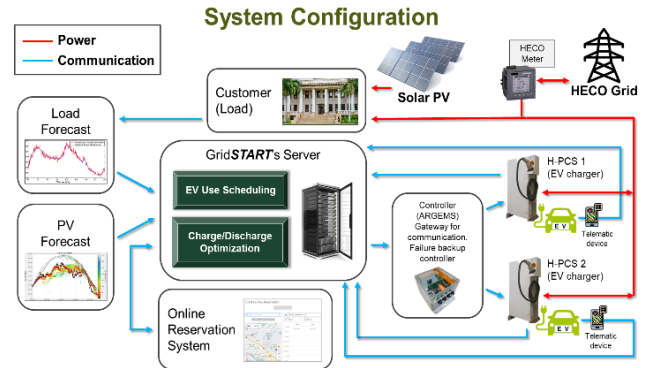 System Configuration
Power
Communication
Customer
(Load)
Solar PV
HECO
Meter
HECO Grid
Load
Forecast
GridSTART's Server
EV Use Scheduling
Charge/Discharge
Optimization
PV
Forecast
Online
Reservation
System
Controller
(ARGEMS)
Gateway for
communication.
Failure backup
controller
H-PCS 1
(EV charger)
E V
Telematic
device
H-PCS 2
(EV charger)
E V
Telematic
device